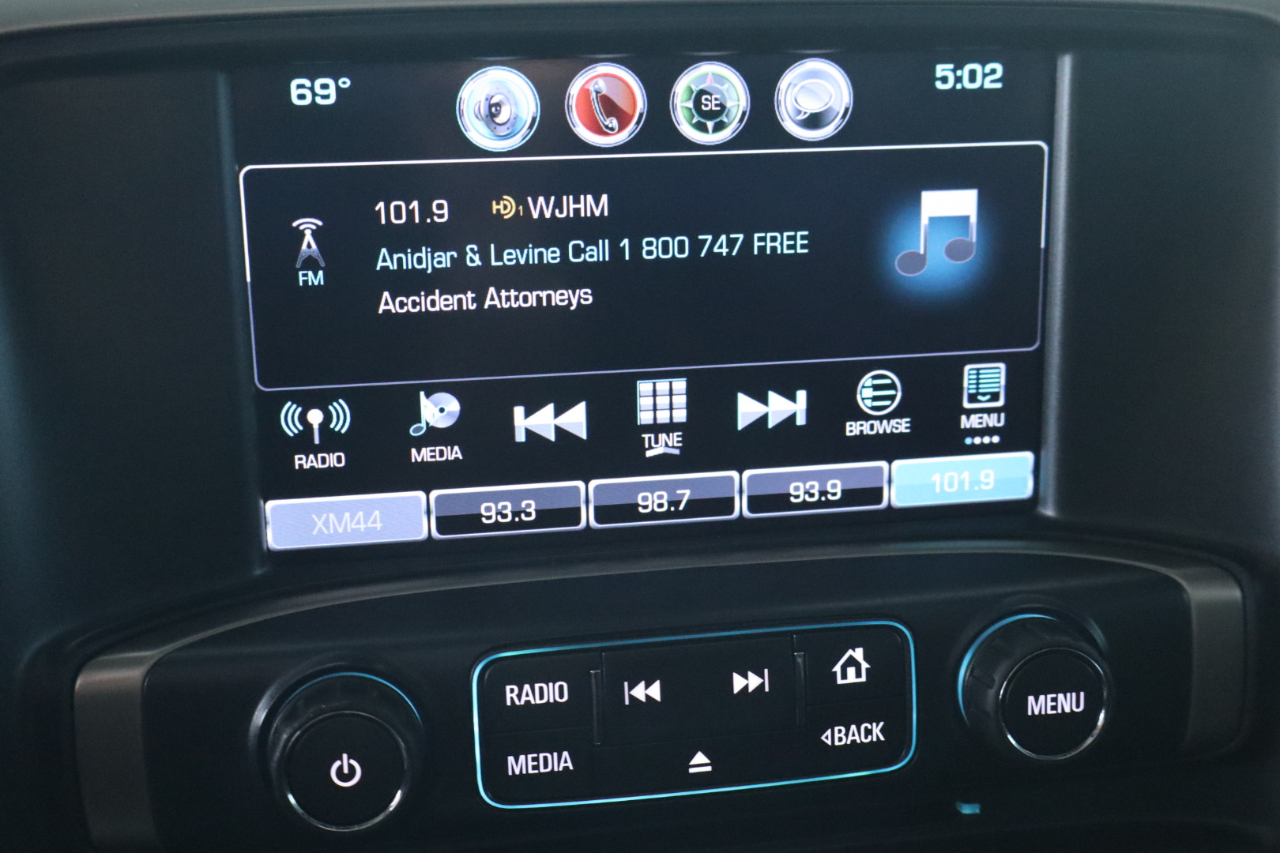 69°
SE
5:02
101.9 HD1 WJHM
Anidjar & Levine Call 1 800 747 FREE
FM
Accident Attorneys
RADIO
MEDIA
TUNE
BROWSE
MENU
XM44
93.3
98.7
93.9
101.9
RADIO
MEDIA
BACK
MENU